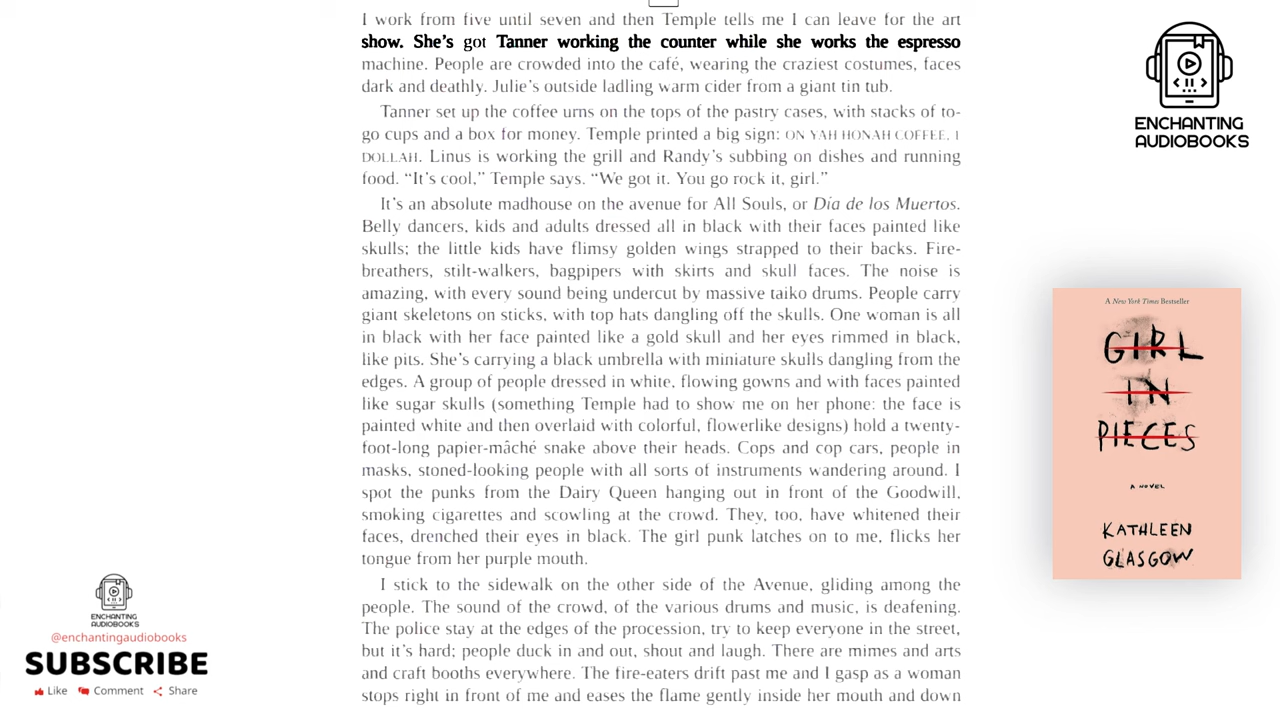 I work from five until seven and then Temple tells me I can leave for the art
show. She’s got Tanner working the counter while she works the espresso
machine. People are crowded into the café, wearing the craziest costumes, faces
dark and deathly. Julie’s outside ladling warm cider from a giant tin tub.
Tanner set up the coffee urns on the tops of the pastry cases, with stacks of to-
go cups and a box for money. Temple printed a big sign: ON YAH HONAH COFFEE, 1
DOLLAH. Linus is working the grill and Randy’s subbing on dishes and running
food. “It’s cool,” Temple says. “We got it. You go rock it, girl.”
It’s an absolute madhouse on the avenue for All Souls, or Día de los Muertos.
Belly dancers, kids and adults dressed all in black with their faces painted like
skulls; the little kids have flimsy golden wings strapped to their backs. Fire-
breathers, stilt-walkers, bagpipers with skirts and skull faces. The noise is
amazing, with every sound being undercut by massive taiko drums. People carry
giant skeletons on sticks, with top hats dangling off the skulls. One woman is all
in black with her face painted like a gold skull and her eyes rimmed in black,
like pits. She’s carrying a black umbrella with miniature skulls dangling from the
edges. A group of people dressed in white, flowing gowns and with faces painted
like sugar skulls (something Temple had to show me on her phone: the face is
painted white and then overlaid with colorful, flowerlike designs) hold a twenty-
foot-long papier-mâché snake above their heads. Cops and cop cars, people in
masks, stoned-looking people with all sorts of instruments wandering around. I
spot the punks from the Dairy Queen hanging out in front of the Goodwill,
smoking cigarettes and scowling at the crowd. They, too, have whitened their
faces, drenched their eyes in black. The girl punk latches on to me, flicks her
tongue from her purple mouth.
I stick to the sidewalk on the other side of the Avenue, gliding among the
people. The sound of the crowd, of the various drums and music, is deafening.
The police stay at the edges of the procession, try to keep everyone in the street,
but it’s hard; people duck in and out, shout and laugh. There are mimes and arts
and craft booths everywhere. The fire-eaters drift past me and I gasp as a woman
stops right in front of me and eases the flame gently inside her mouth and down
ENCHANTING
AUDIOBOOKS
A New York Times Bestseller
GIRL
IN
PIECES
A NOVEL
KATHLEEN
GLASGOW
ENCHANTING
AUDIOBOOKS
@enchantingaudiobooks
SUBSCRIBE
Like Comment Share